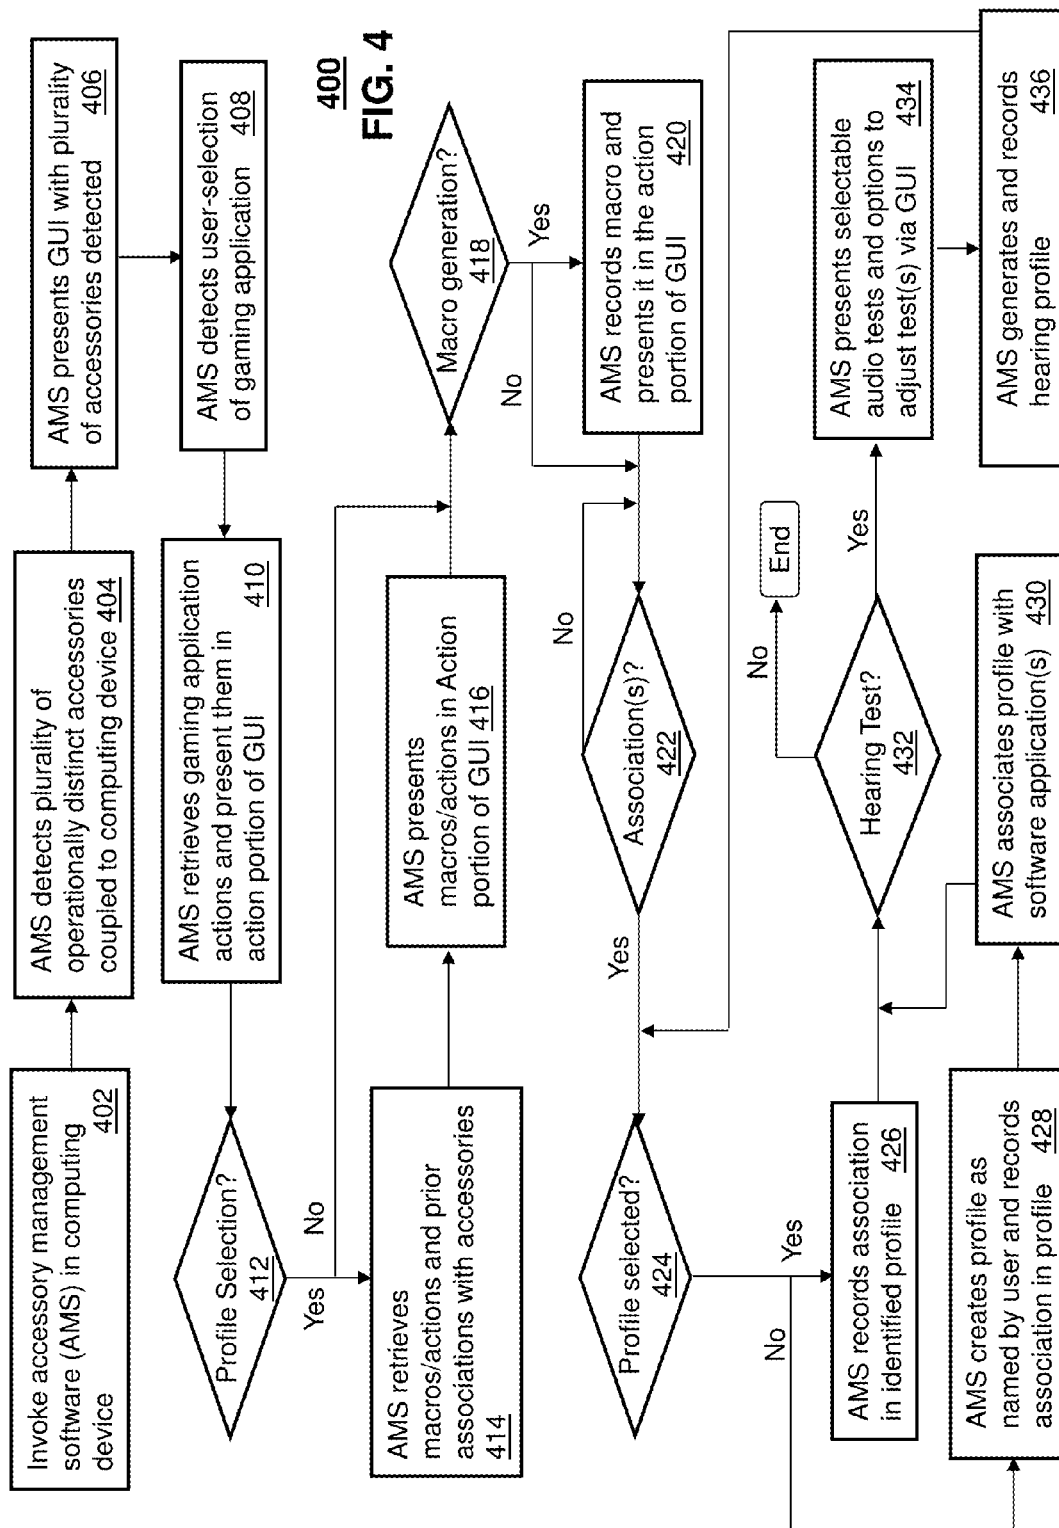 Invoke accessory management
software (AMS) in computing
device 402
AMS detects plurality of
operationally distinct accessories
coupled to computing device 404
AMS presents GUI with plurality
of accessories detected 406
AMS detects user-selection
of gaming application 408
AMS retrieves gaming application
actions and present them in
action portion of GUI 410
Profile Selection?
412
Yes
No
AMS retrieves
macros/actions and prior
associations with accessories
414
AMS presents
macros/actions in Action
portion of GUI 416
Macro generation?
418
Yes
No
400
FIG. 4
AMS records macro and
presents it in the action
portion of GUI 420
Association(s)?
422
No
Yes
Profile selected?
424
Yes
No
AMS records association
in identified profile 426
AMS creates profile as
named by user and records
association in profile 428
AMS associates profile with
software application(s) 430
Hearing Test?
432
No
End
Yes
AMS presents selectable
audio tests and options to
adjust test(s) via GUI 434
AMS generates and records
hearing profile 436